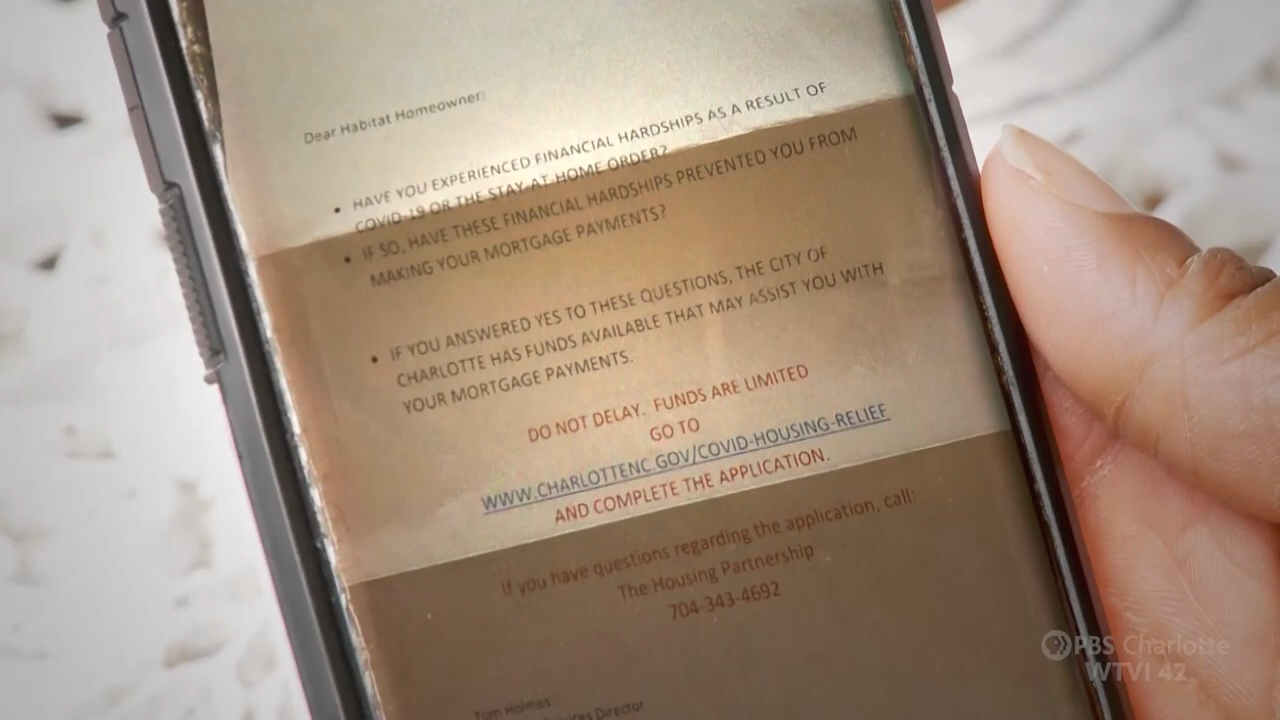 Dear Habitat Homeowner:
• HAVE YOU EXPERIENCED FINANCIAL HARDSHIPS AS A RESULT OF
COVID-19 OR THE STAY AT HOME ORDER?
• IF SO, HAVE THESE FINANCIAL HARDSHIPS PREVENTED YOU FROM
MAKING YOUR MORTGAGE PAYMENTS?
• IF YOU ANSWERED YES TO THESE QUESTIONS, THE CITY OF
CHARLOTTE HAS FUNDS AVAILABLE THAT MAY ASSIST YOU WITH
YOUR MORTGAGE PAYMENTS.
DO NOT DELAY. FUNDS ARE LIMITED
GO TO
WWW.CHARLOTTENC.GOV/COVID-HOUSING-RELIEF
AND COMPLETE THE APPLICATION.
If you have questions regarding the application, call:
The Housing Partnership
704-343-4692
Tom Holmes
Director
PBS Charlotte
WTVI 42